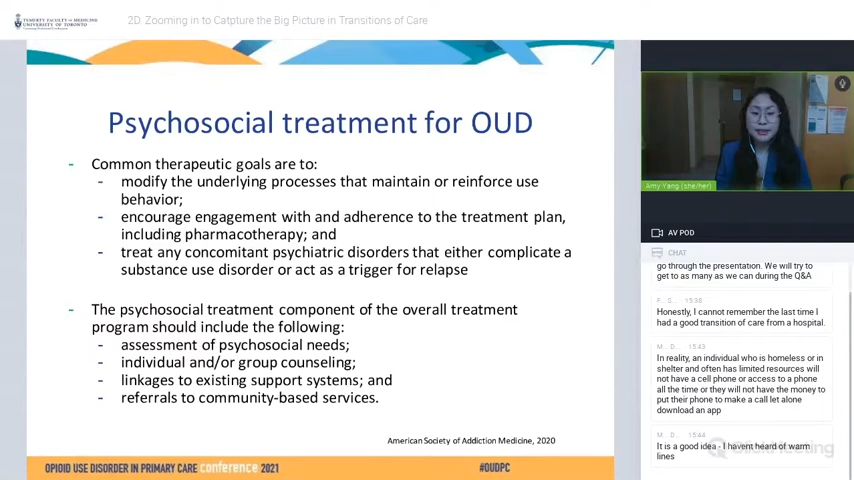 TEMERTY FACULTY OF MEDICINE
UNIVERSITY OF TORONTO
2D: Zooming in to Catpture the Big Picture in Transitions of Care
Psychosocial treatment for OUD
- Common therapeutic goals are to:
- modify the underlying processes that maintain or reinforce use
behavior;
- encourage engagement with and adherence to the treatment plan,
including pharmacotherapy; and
- treat any concomitant psychiatric disorders that either complicate a
substance use disorder or act as a trigger for relapse
- The psychosocial treatment component of the overall treatment
program should include the following:
- assessment of psychosocial needs;
- individual and/or group counseling;
- linkages to existing support systems; and
- referrals to community-based services.
American Society of Addiction Medicine, 2020
OPIOID USE DISORDER IN PRIMARY CARE conference 2021
#OUDPC
Amy Yang (she/her)
AV POD
CHAT
go through the presentation. We will try to
get to as many as we can during the Q&A
F... S... 15:38
Honestly, I cannot remember the last time I
had a good transition of care from a hospital.
M... D... 15:43
In reality, an individual who is homeless or in
shelter and often has limited resources will
not have a cell phone or access to a phone
all the time or they will not have the money to
put their phone to make a call let alone
download an app
M... D... 15:44
It is a good idea - I havent heard of warm
lines
ClickMeeting